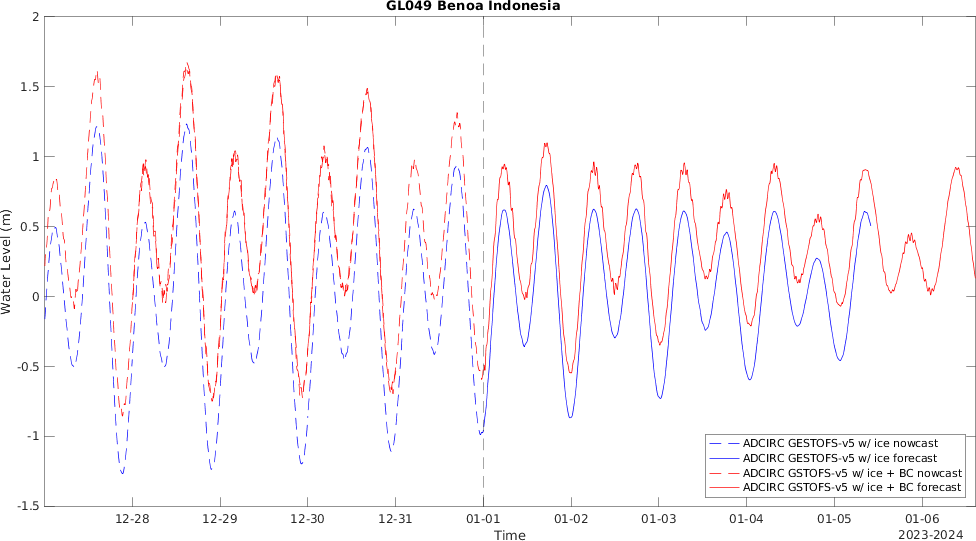 GL049 Benoa Indonesia
2
1.5
1
0.5
0
-0.5
-1
-1.5
Water Level (m)
ADCIRC GESTOFS-v5 w/ ice nowcast
ADCIRC GESTOFS-v5 w/ ice forecast
ADCIRC GSTOFS-v5 w/ ice + BC nowcast
ADCIRC GSTOFS-v5 w/ ice + BC forecast
12-28 12-29 12-30 12-31 01-01 01-02 01-03 01-04 01-05 01-06
Time
2023-2024